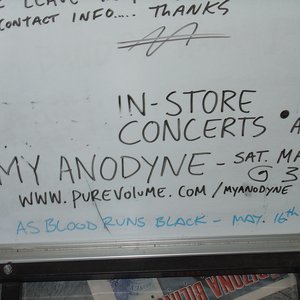 CONTACT INFO..... THANKS
IN-STORE
CONCERTS •
MY ANODYNE - SAT. MA
@ 3
WWW.PUREVOLUME.COM/MYANODYNE
AS BLOOD RUNS BLACK - MAY. 16th